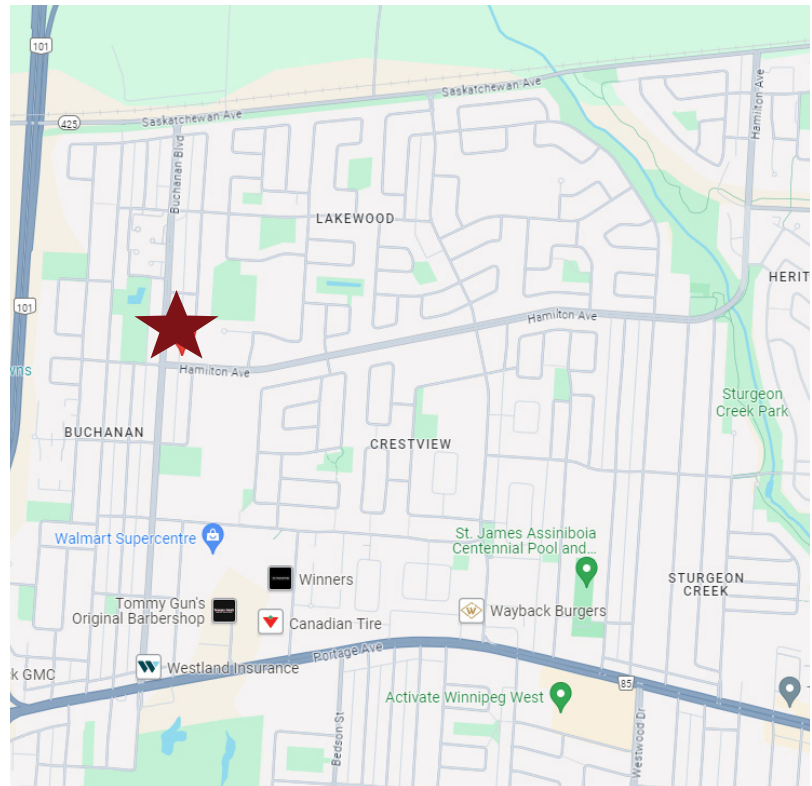 101
Saskatchewan Ave
Hamilton Ave
425
Saskatchewan Ave
Buchanan Blvd
LAKEWOOD
HERIT
101
Hamilton Ave
Hamilton Ave
wns
Sturgeon
Creek Park
BUCHANAN
CRESTVIEW
Walmart Supercentre
St. James Assiniboia
Centennial Pool and...
Winners
STURGEON
CREEK
Tommy Gun's
Original Barbershop
Wayback Burgers
Canadian Tire
Portage Ave
Westland Insurance
k GMC
85
Activate Winnipeg West
T
Bedson St
Westwood Dr